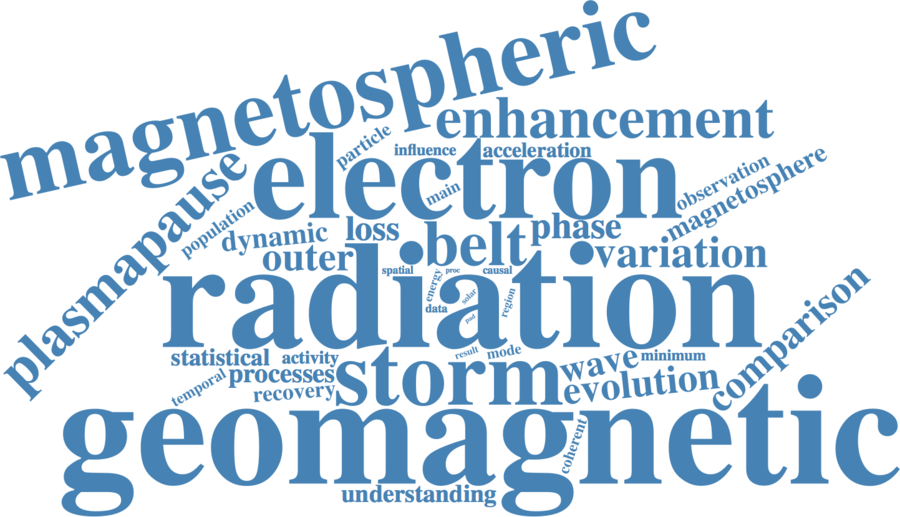 magnetospheric
enhancement
particle
influence
acceleration
electron
main
observation
magnetosphere
plasmapause
population
dynamic
loss
belt
phase
variation
outer
spatial
proc
causal
energy
solar
region
data
pod
radiation
comparison
result
mode
statistical
activity
storm
wave
minimum
temporal
processes
recovery
evolution
geomagnetic
coherent
understanding